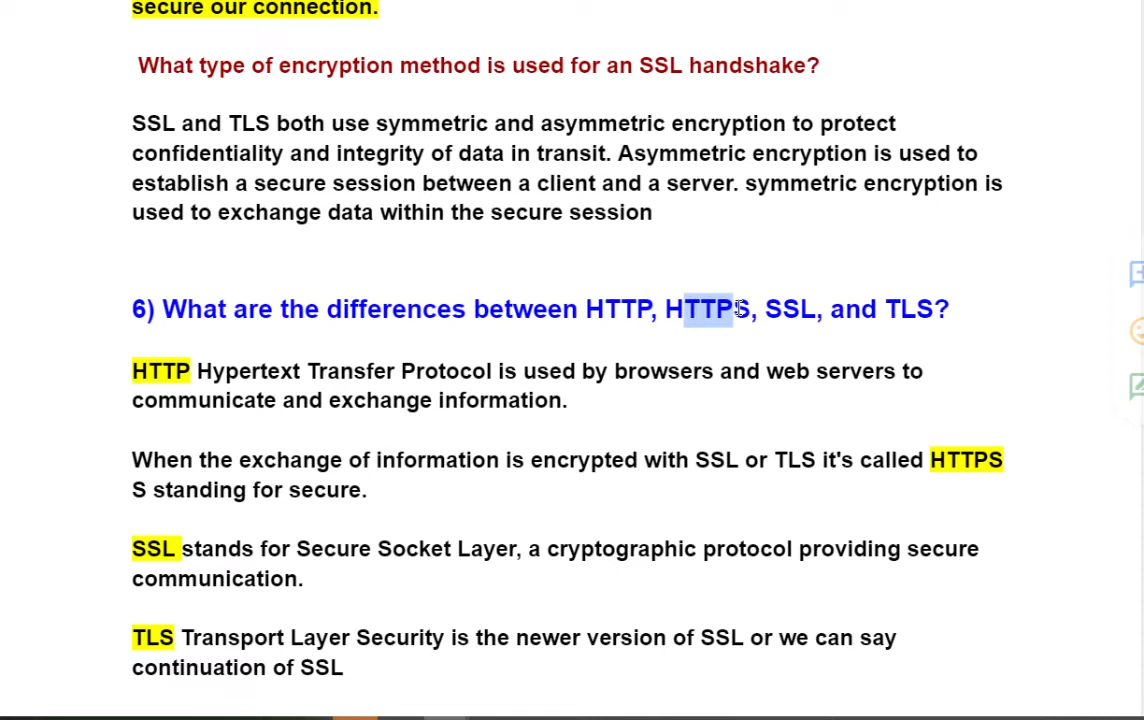 secure our connection.
What type of encryption method is used for an SSL handshake?
SSL and TLS both use symmetric and asymmetric encryption to protect
confidentiality and integrity of data in transit. Asymmetric encryption is used to
establish a secure session between a client and a server. symmetric encryption is
used to exchange data within the secure session
6) What are the differences between HTTP, HTTPS, SSL, and TLS?
HTTP Hypertext Transfer Protocol is used by browsers and web servers to
communicate and exchange information.
When the exchange of information is encrypted with SSL or TLS it's called HTTPS
S standing for secure.
SSL stands for Secure Socket Layer, a cryptographic protocol providing secure
communication.
TLS Transport Layer Security is the newer version of SSL or we can say
continuation of SSL